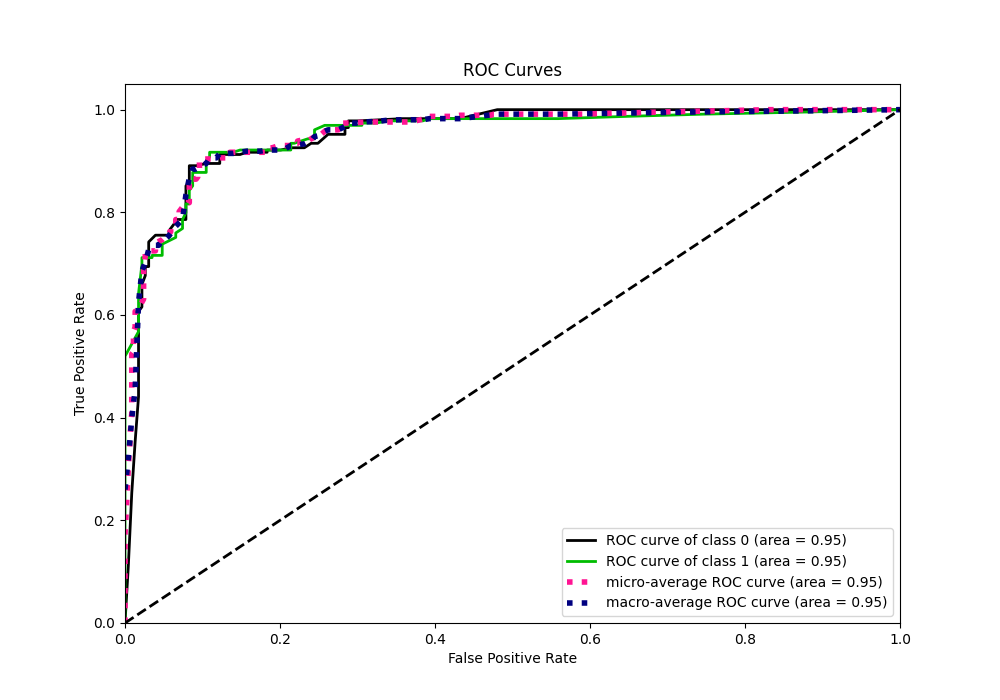 ROC Curves
1.0
0.8
0.6
0.4
0.2
0.0
True Positive Rate
ROC curve of class 0 (area = 0.95)
ROC curve of class 1 (area = 0.95)
micro-average ROC curve (area = 0.95)
macro-average ROC curve (area = 0.95)
0.0 0.2 0.4 0.6 0.8 1.0
False Positive Rate